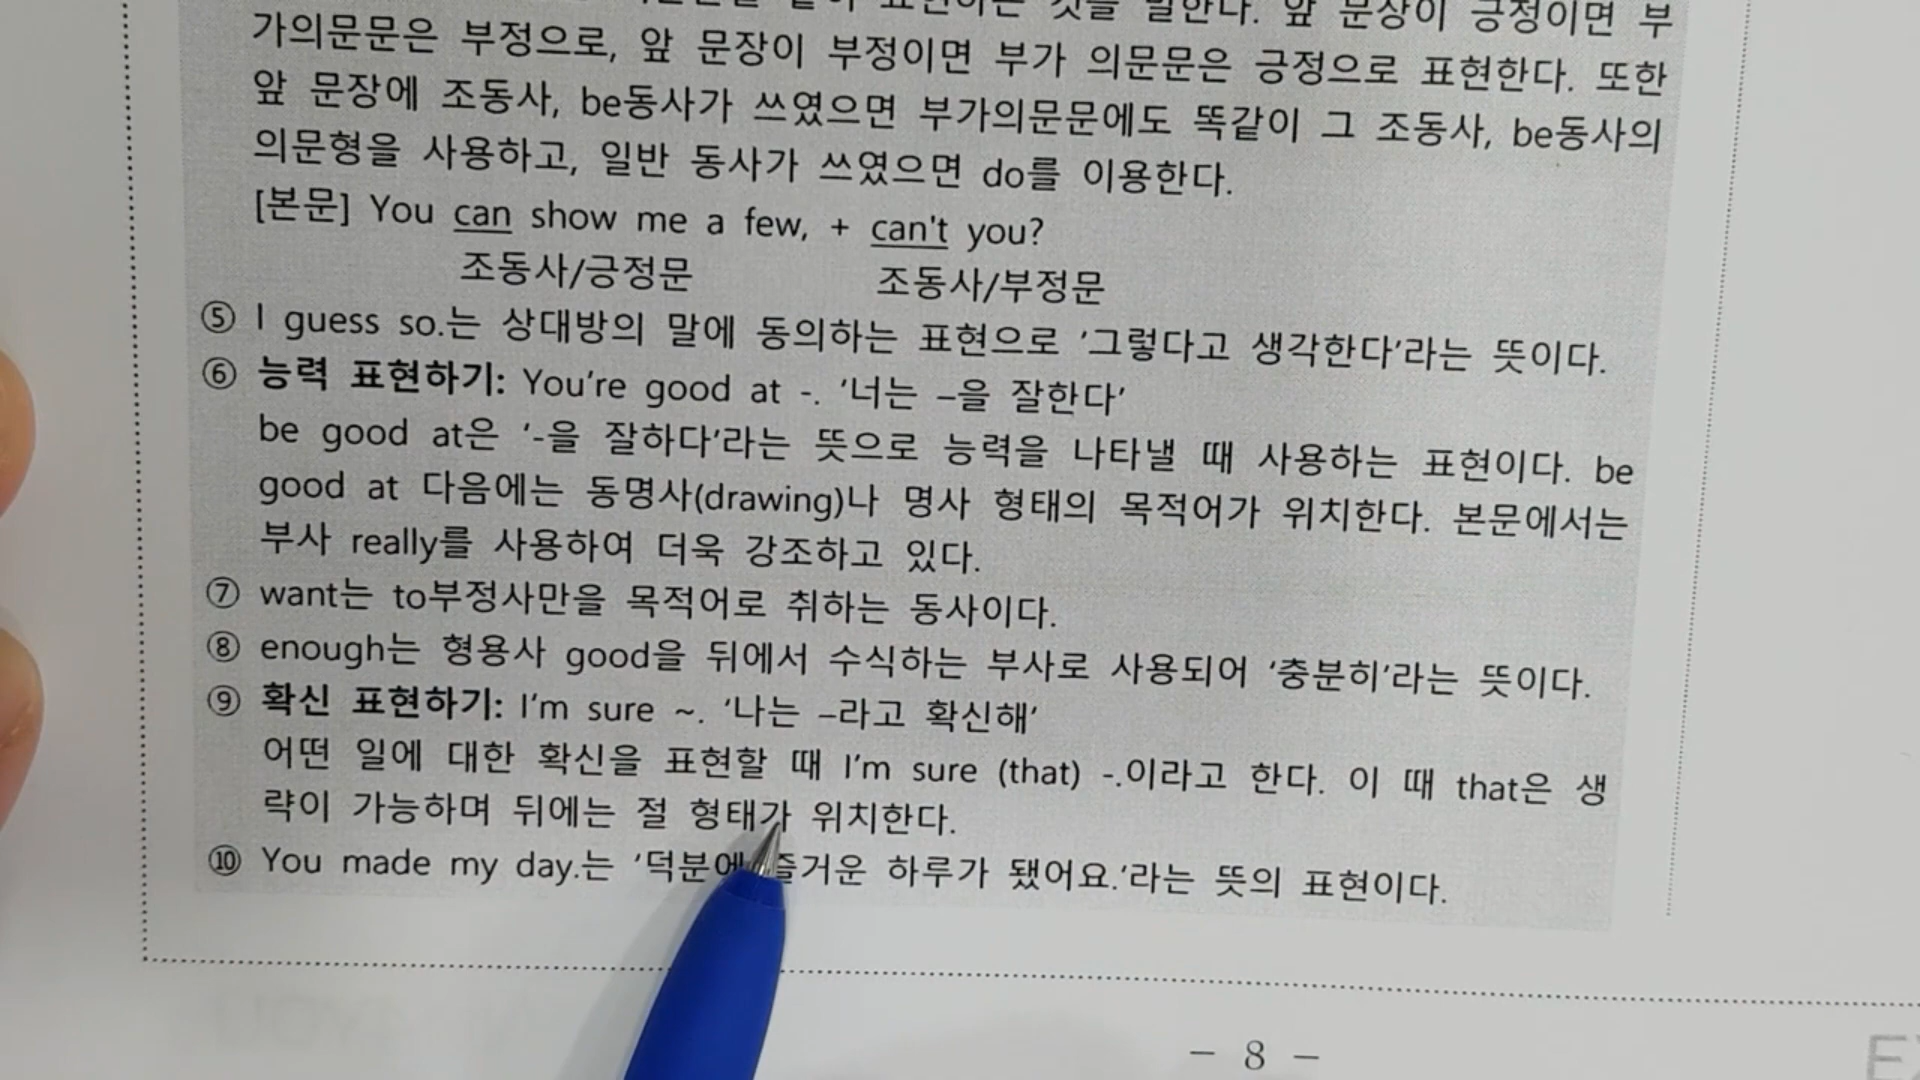 표현하는 것을 말한다. 앞 문장이 긍정이면 부
가의문문은 부정으로, 앞 문장이 부정이면 부가 의문문은 긍정으로 표현한다. 또한
앞 문장에 조동사, be동사가 쓰였으면 부가의문문에도 똑같이 그 조동사, be동사의
의문형을 사용하고, 일반 동사가 쓰였으면 do를 이용한다.
[본문] You can show me a few, + can't you?
조동사/긍정문 조동사/부정문
⑤ I guess so.는 상대방의 말에 동의하는 표현으로 '그렇다고 생각한다'라는 뜻이다.
⑥ 능력 표현하기: You're good at -. '너는 –을 잘한다'
be good at은 '-을 잘하다'라는 뜻으로 능력을 나타낼 때 사용하는 표현이다. be
good at 다음에는 동명사(drawing)나 명사 형태의 목적어가 위치한다. 본문에서는
부사 really를 사용하여 더욱 강조하고 있다.
⑦ want는 to부정사만을 목적어로 취하는 동사이다.
⑧ enough는 형용사 good을 뒤에서 수식하는 부사로 사용되어 '충분히'라는 뜻이다.
⑨ 확신 표현하기: I'm sure ~. '나는 –라고 확신해'
어떤 일에 대한 확신을 표현할 때 I'm sure (that) -.이라고 한다. 이 때 that은 생
략이 가능하며 뒤에는 절 형태가 위치한다.
⑩ You made my day.는 '덕분에 즐거운 하루가 됐어요.'라는 뜻의 표현이다.
- 8 -